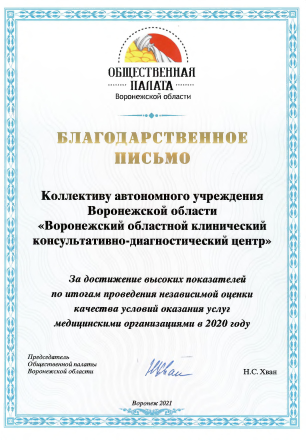 ОБЩЕСТВЕННАЯ
ПАЛАТА
Воронежской области
БЛАГОДАРСТВЕННОЕ
ПИСЬМО
Коллективу автономного учреждения
Воронежской области
«Воронежский областной клинический
консультативно-диагностический центр»
За достижение высоких показателей
по итогам проведения независимой оценки
качества условий оказания услуг
медицинскими организациями в 2020 году
Председатель
Общественной палаты
Воронежской области
Н.С. Хван
Воронеж 2021